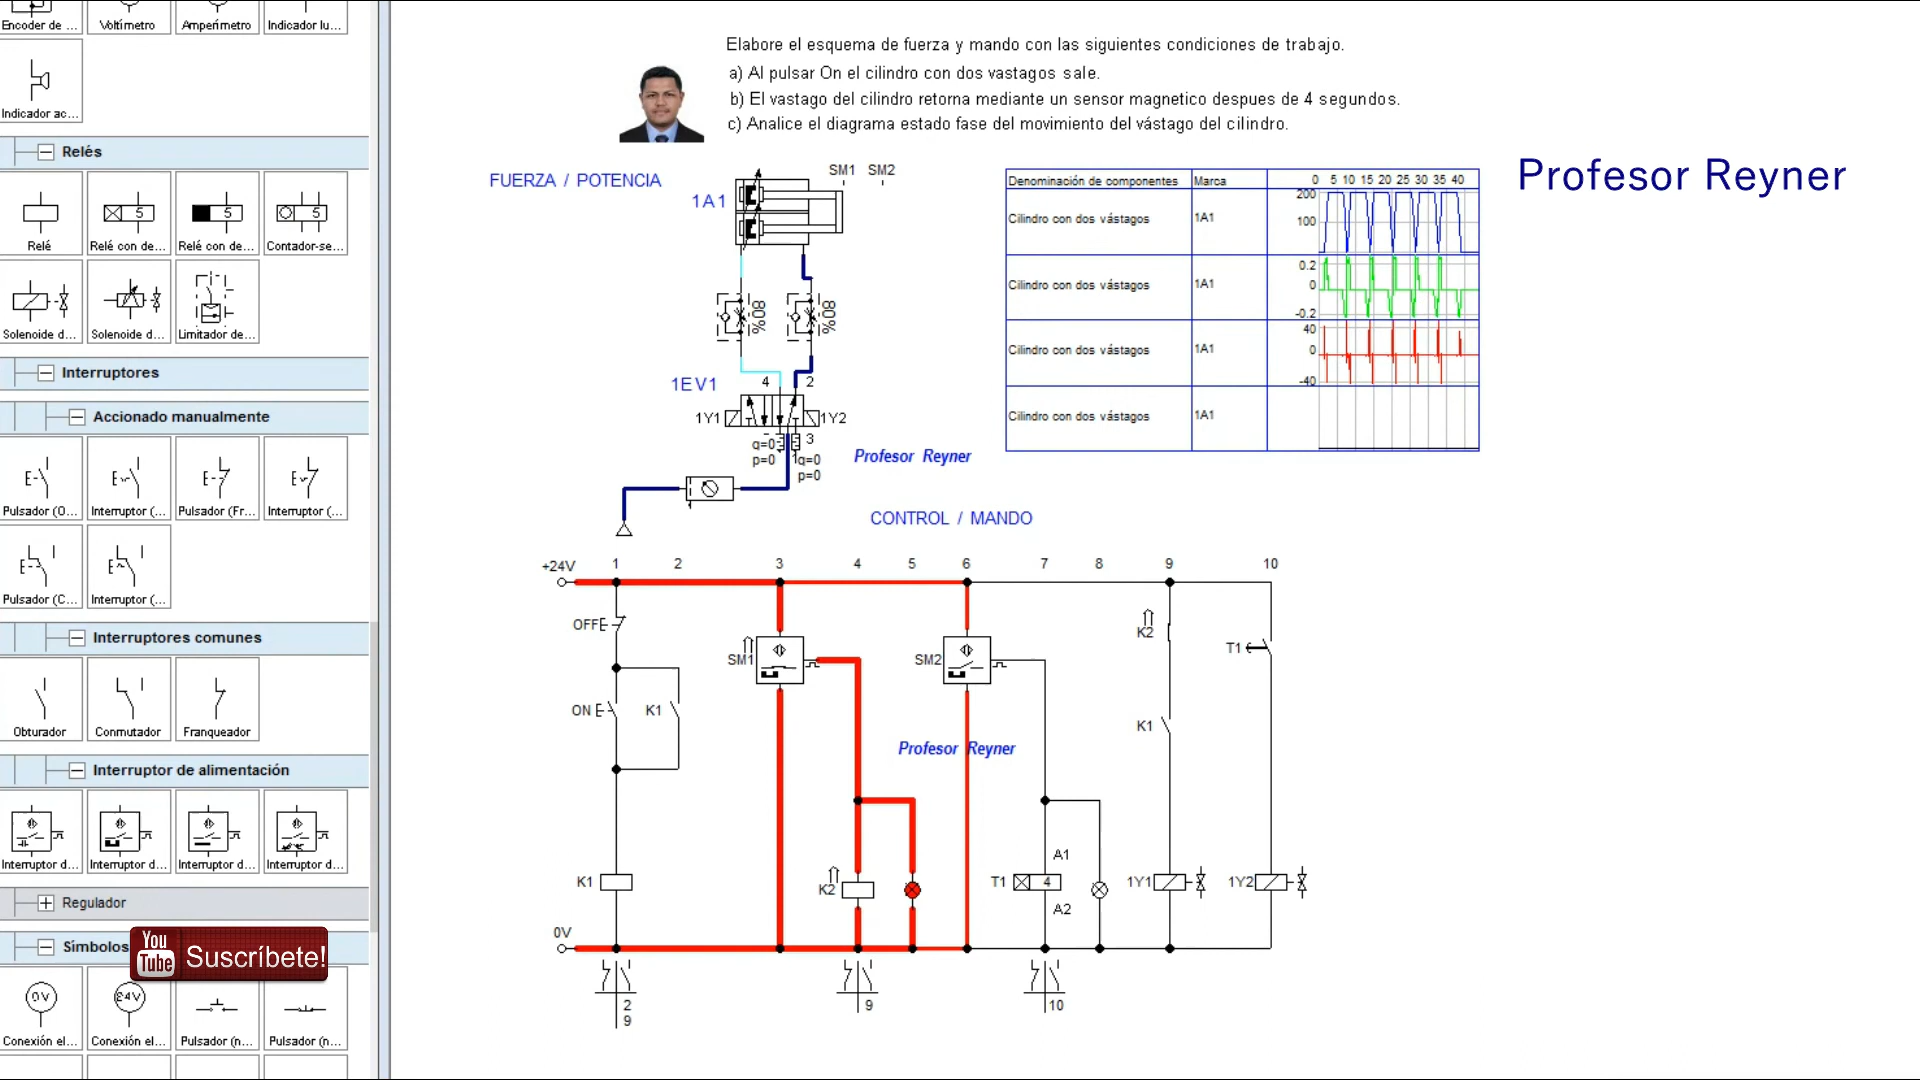 Elabore el esquema de fuerza y mando con las siguientes condiciones de trabajo.
a) Al pulsar On el cilindro con dos vastagos sale.
b) El vastago del cilindro retorna mediante un sensor magnetico despues de 4 segundos.
c) Analice el diagrama estado fase del movimiento del vástago del cilindro.
Encoder de ... Voltímetro Amperímetro Indicador lu...
Indicador ac...
Relés
5 5 5
Relé Relé con de... Relé con de... Contador-se...
Solenoide d... Solenoide d... Limitador de...
Interruptores
Accionado manualmente
Pulsador (O... Interruptor (... Pulsador (Fr... Interruptor (...
Pulsador (C... Interruptor (...
Interruptores comunes
Obturador Conmutador Franqueador
Interruptor de alimentación
Interruptor d... Interruptor d... Interruptor d... Interruptor d...
Regulador
Símbolos
You Tube Suscríbete!
0V 24V
Conexión el... Conexión el... Pulsador (n... Pulsador (n...
FUERZA / POTENCIA
SM1 SM2
1A1
80% 80%
1EV1 4 2
1Y1 1Y2
3
q=0
p=0 1 q=0
p=0
Profesor Reyner
Denominación de componentes Marca 0 5 10 15 20 25 30 35 40
Cilindro con dos vástagos 1A1 200 100
Cilindro con dos vástagos 1A1 0.2 0 -0.2
Cilindro con dos vástagos 1A1 40 0 -40
Cilindro con dos vástagos 1A1
Profesor Reyner
CONTROL / MANDO
+24V 1 2 3 4 5 6 7 8 9 10
OFF
K2
SM1 SM2 T1
ON K1
K1
Profesor Reyner
A1
K1 K2 T1 4 1Y1 1Y2
A2
0V
2 9 10
9